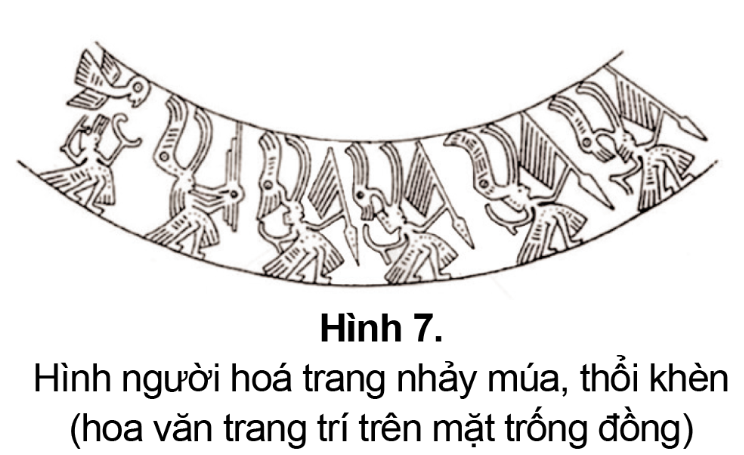 Hình 7.
Hình người hoá trang nhảy múa, thổi khèn
(hoa văn trang trí trên mặt trống đồng)